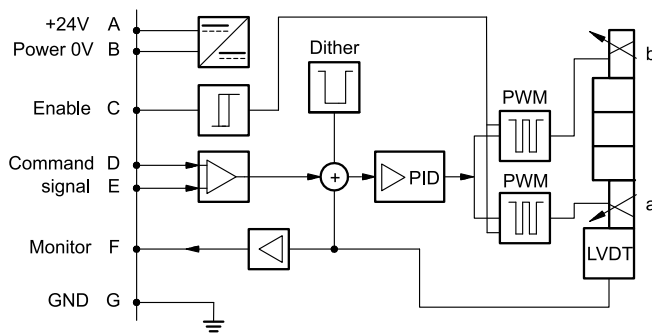 +24V A
Power 0V B
Dither
b
Enable C
PWM
Command D
signal E
+
PID
PWM
a
Monitor F
LVDT
GND G